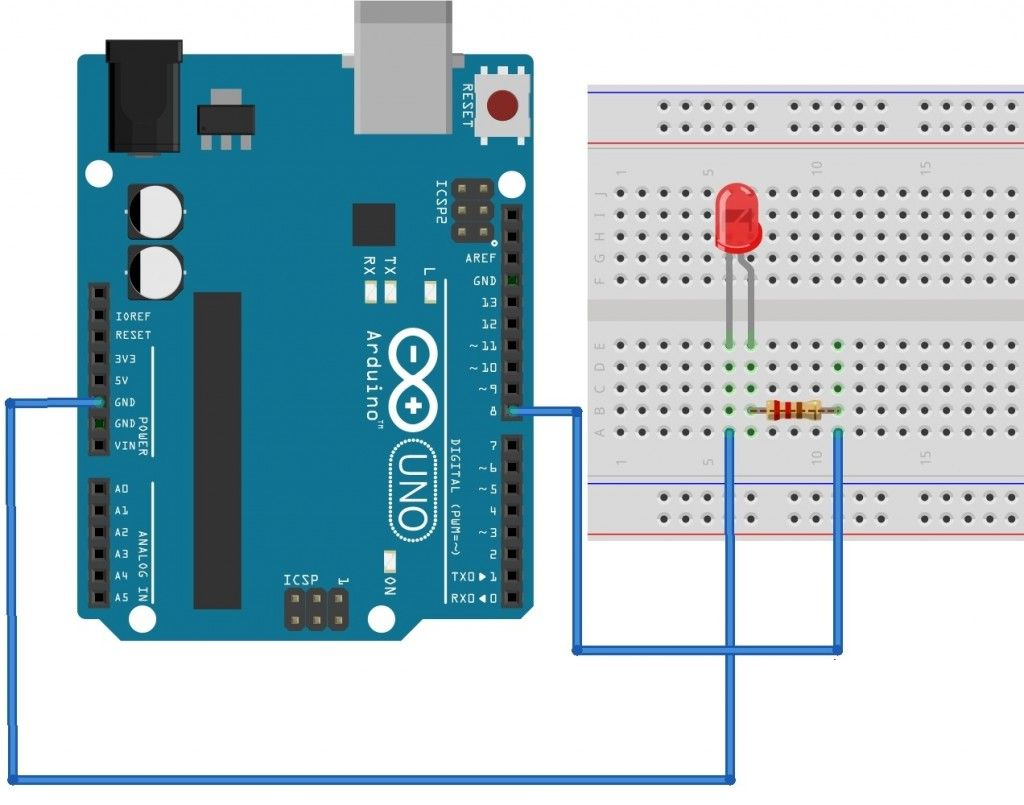 RESET
ICSP2
AREF
GND
13
12
~11
~10
~9
8
7
~6
~5
4
~3
2
TX0▶1
RX0◀0
RX
TX
L
Arduino™
UNO
DIGITAL (PWM=~)
IOREF
RESET
3V3
5V
GND
GND
VIN
POWER
A0
A1
A2
A3
A4
A5
ANALOG IN
ICSP
1
ON
1 5 10 15
J
I
H
G
F
E
D
C
B
A
1 5 10 15